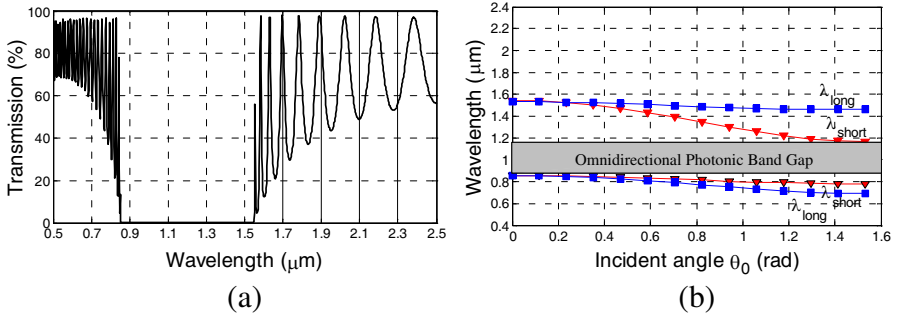 Transmission (%)
100
80
60
40
20
0
0.5 0.7 0.9 1.1 1.3 1.5 1.7 1.9 2.1 2.3 2.5
Wavelength (μm)
(a)
Wavelength (μm)
2.4
2.2
2
1.8
1.6
1.4
1.2
1
0.8
0.6
0.4
λlong
λshort
Omnidirectional Photonic Band Gap
λshort
λlong
0 0.2 0.4 0.6 0.8 1 1.2 1.4 1.6
Incident angle θ0 (rad)
(b)